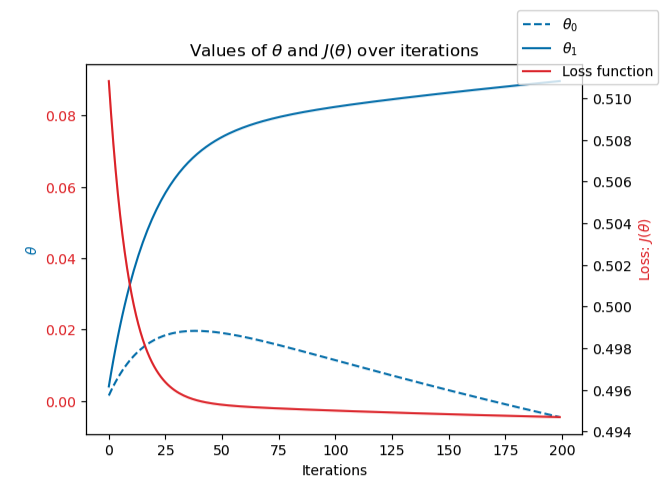 θ₀
θ₁
Loss function
Values of θ and J(θ) over iterations
0.08
0.06
0.04
0.02
0.00
θ
0.510
0.508
0.506
0.504
0.502
0.500
0.498
0.496
0.494
Loss: J(θ)
0 25 50 75 100 125 150 175 200
Iterations